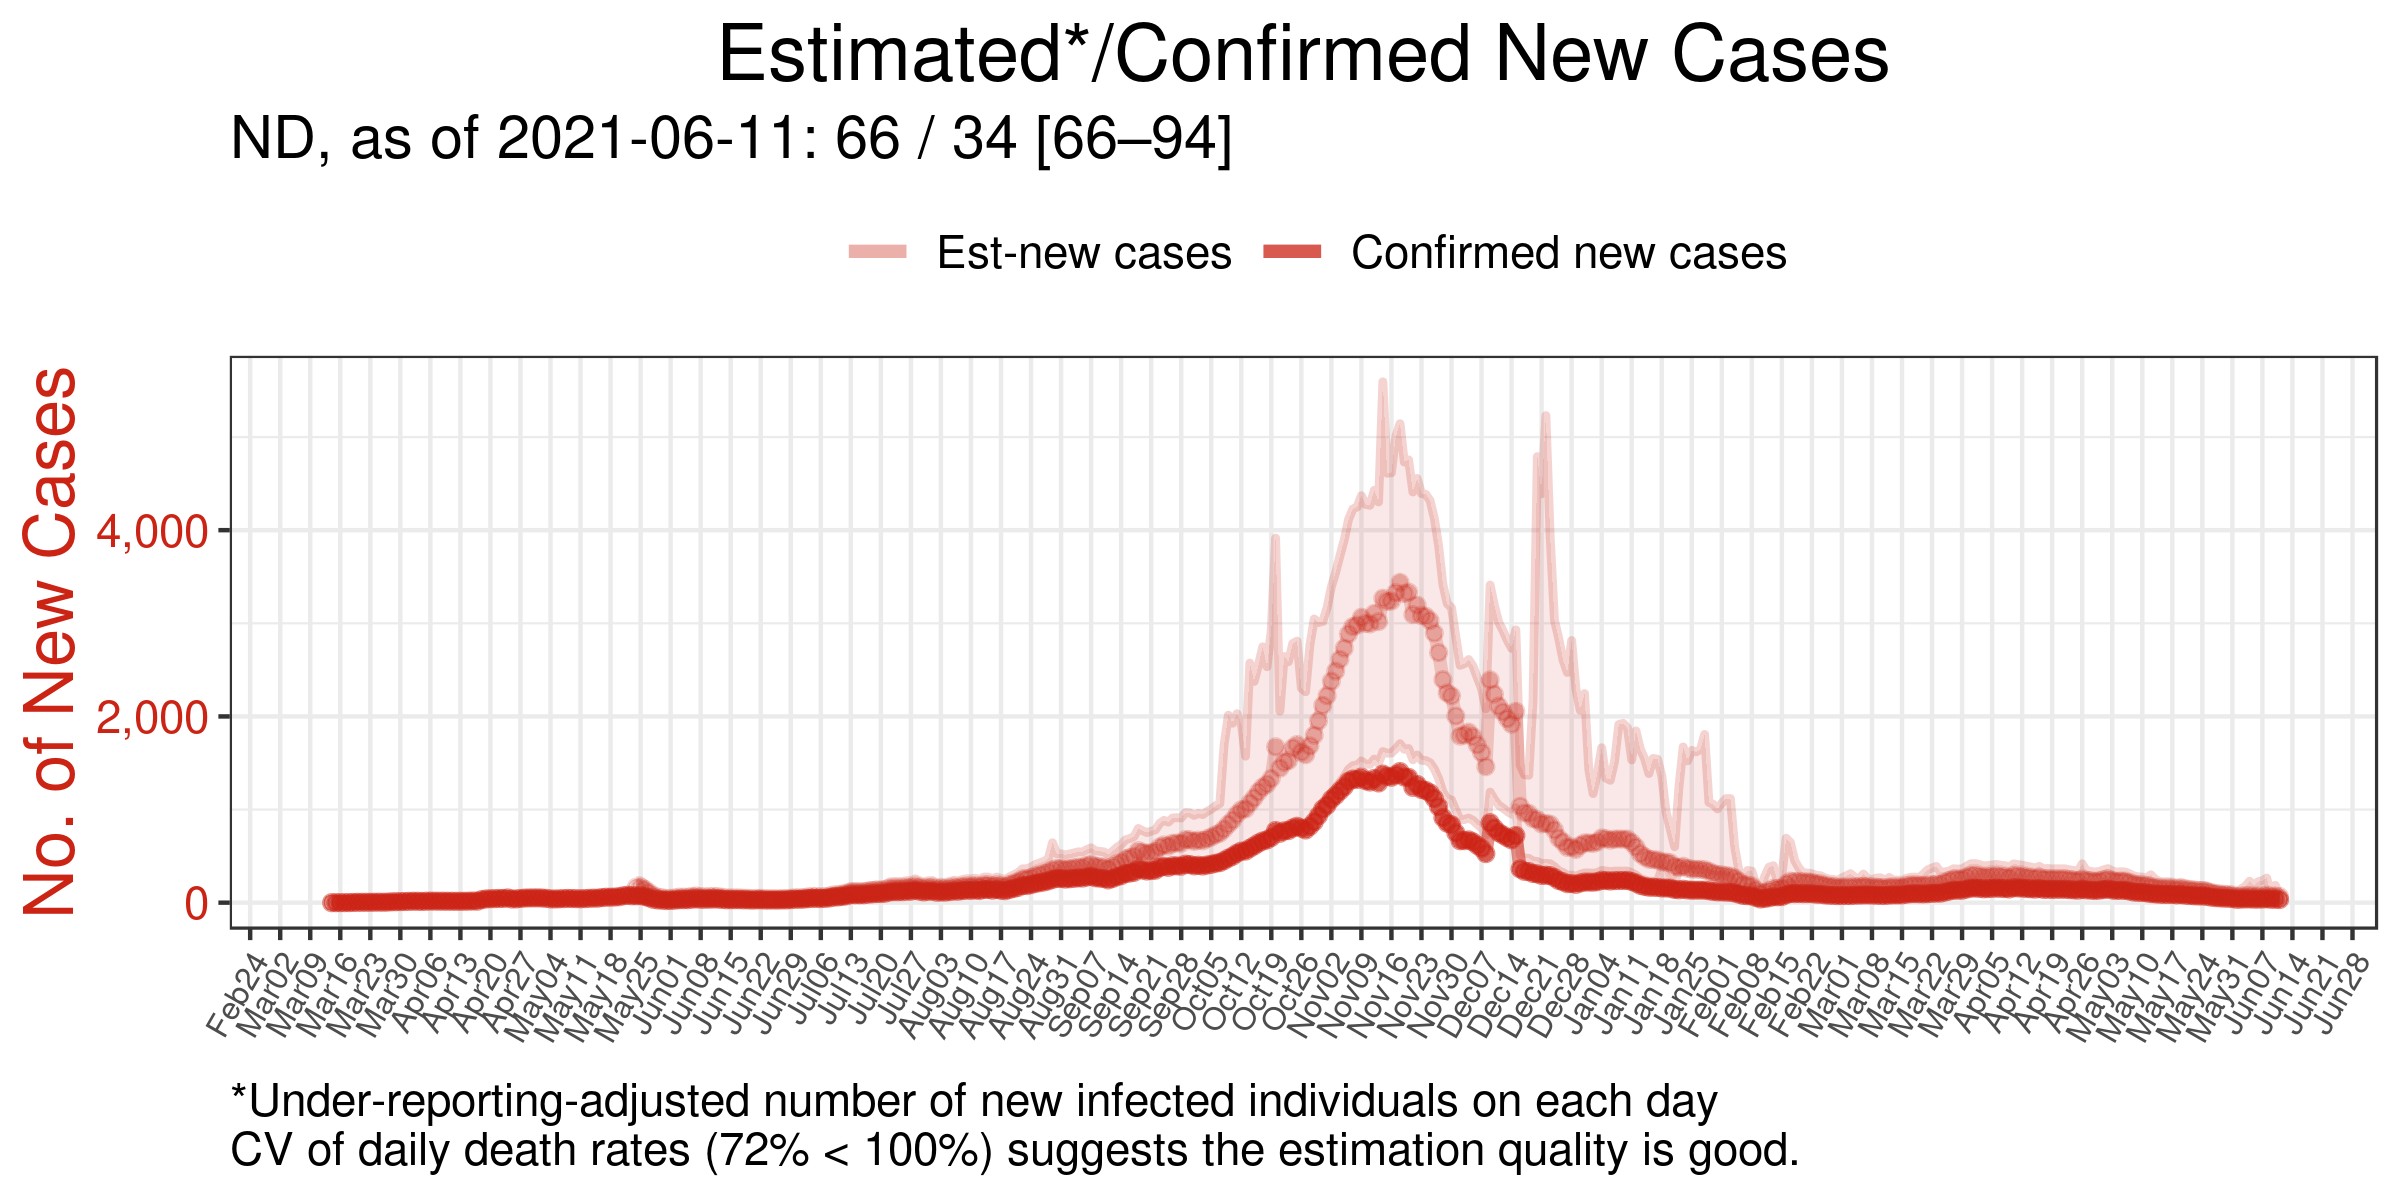 Estimated*/Confirmed New Cases
ND, as of 2021-06-11: 66 / 34 [66–94]
Est-new cases Confirmed new cases
No. of New Cases
4,000
2,000
0
Feb24 Mar02 Mar09 Mar16 Mar23 Mar30 Apr06 Apr13 Apr20 Apr27 May04 May11 May18 May25 Jun01 Jun08 Jun15 Jun22 Jun29 Jul06 Jul13 Jul20 Jul27 Aug03 Aug10 Aug17 Aug24 Aug31 Sep07 Sep14 Sep21 Sep28 Oct05 Oct12 Oct19 Oct26 Nov02 Nov09 Nov16 Nov23 Nov30 Dec07 Dec14 Dec21 Dec28 Jan04 Jan11 Jan18 Jan25 Feb01 Feb08 Feb15 Feb22 Mar01 Mar08 Mar15 Mar22 Mar29 Apr05 Apr12 Apr19 Apr26 May03 May10 May17 May24 May31 Jun07 Jun14 Jun21 Jun28
*Under-reporting-adjusted number of new infected individuals on each day
CV of daily death rates (72% < 100%) suggests the estimation quality is good.